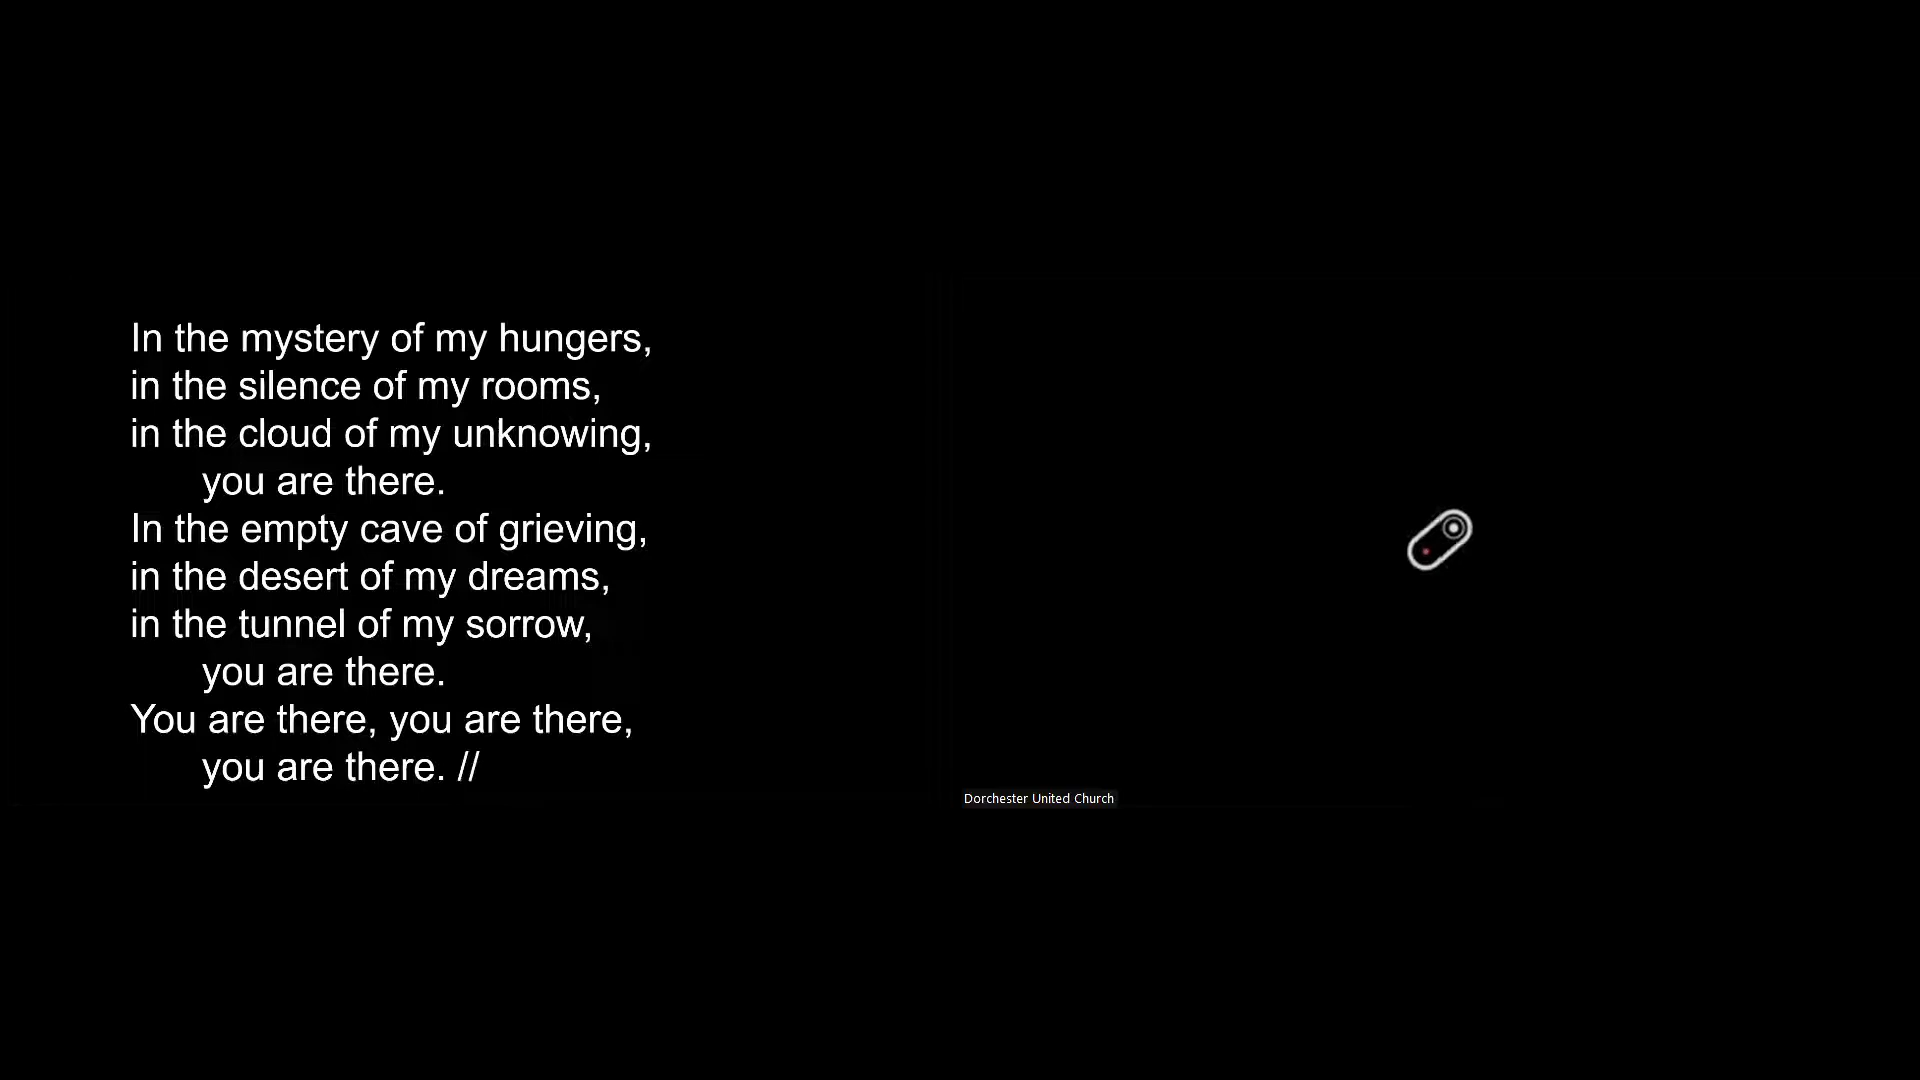 In the mystery of my hungers,
in the silence of my rooms,
in the cloud of my unknowing,
you are there.
In the empty cave of grieving,
in the desert of my dreams,
in the tunnel of my sorrow,
you are there.
You are there, you are there,
you are there. //
Dorchester United Church